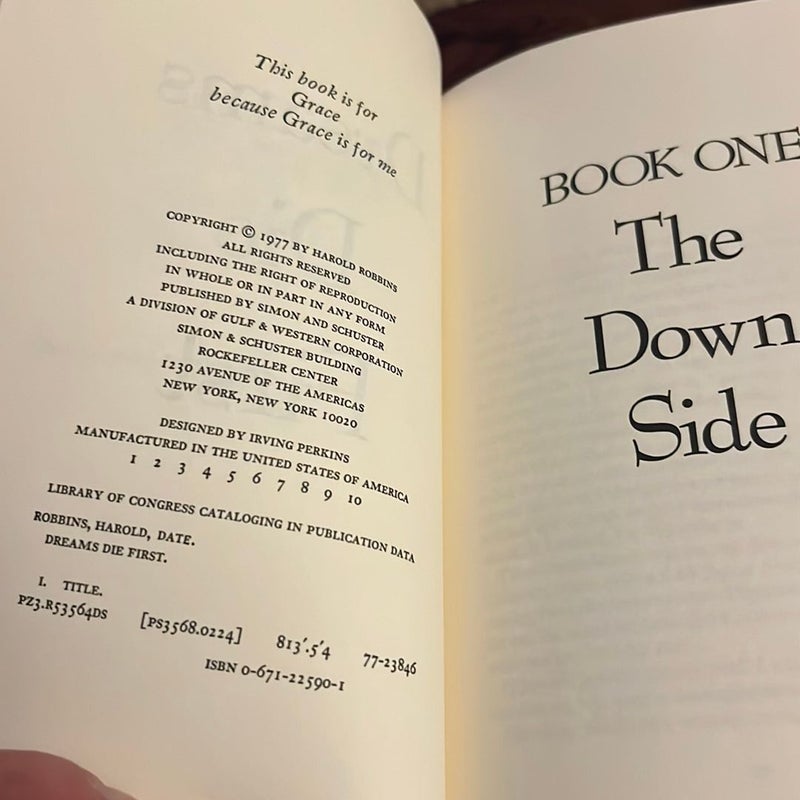 This book is for
Grace
because Grace is for me
COPYRIGHT © 1977 BY HAROLD ROBBINS
ALL RIGHTS RESERVED
INCLUDING THE RIGHT OF REPRODUCTION
IN WHOLE OR IN PART IN ANY FORM
PUBLISHED BY SIMON AND SCHUSTER
A DIVISION OF GULF & WESTERN CORPORATION
SIMON & SCHUSTER BUILDING
ROCKEFELLER CENTER
1230 AVENUE OF THE AMERICAS
NEW YORK, NEW YORK 10020
DESIGNED BY IRVING PERKINS
MANUFACTURED IN THE UNITED STATES OF AMERICA
1 2 3 4 5 6 7 8 9 10
LIBRARY OF CONGRESS CATALOGING IN PUBLICATION DATA
ROBBINS, HAROLD, DATE.
DREAMS DIE FIRST.
I. TITLE.
PZ3.R53564DS [PS3568.0224] 813'.5'4 77-23846
ISBN 0-671-22590-1
BOOK ONE
The
Down
Side